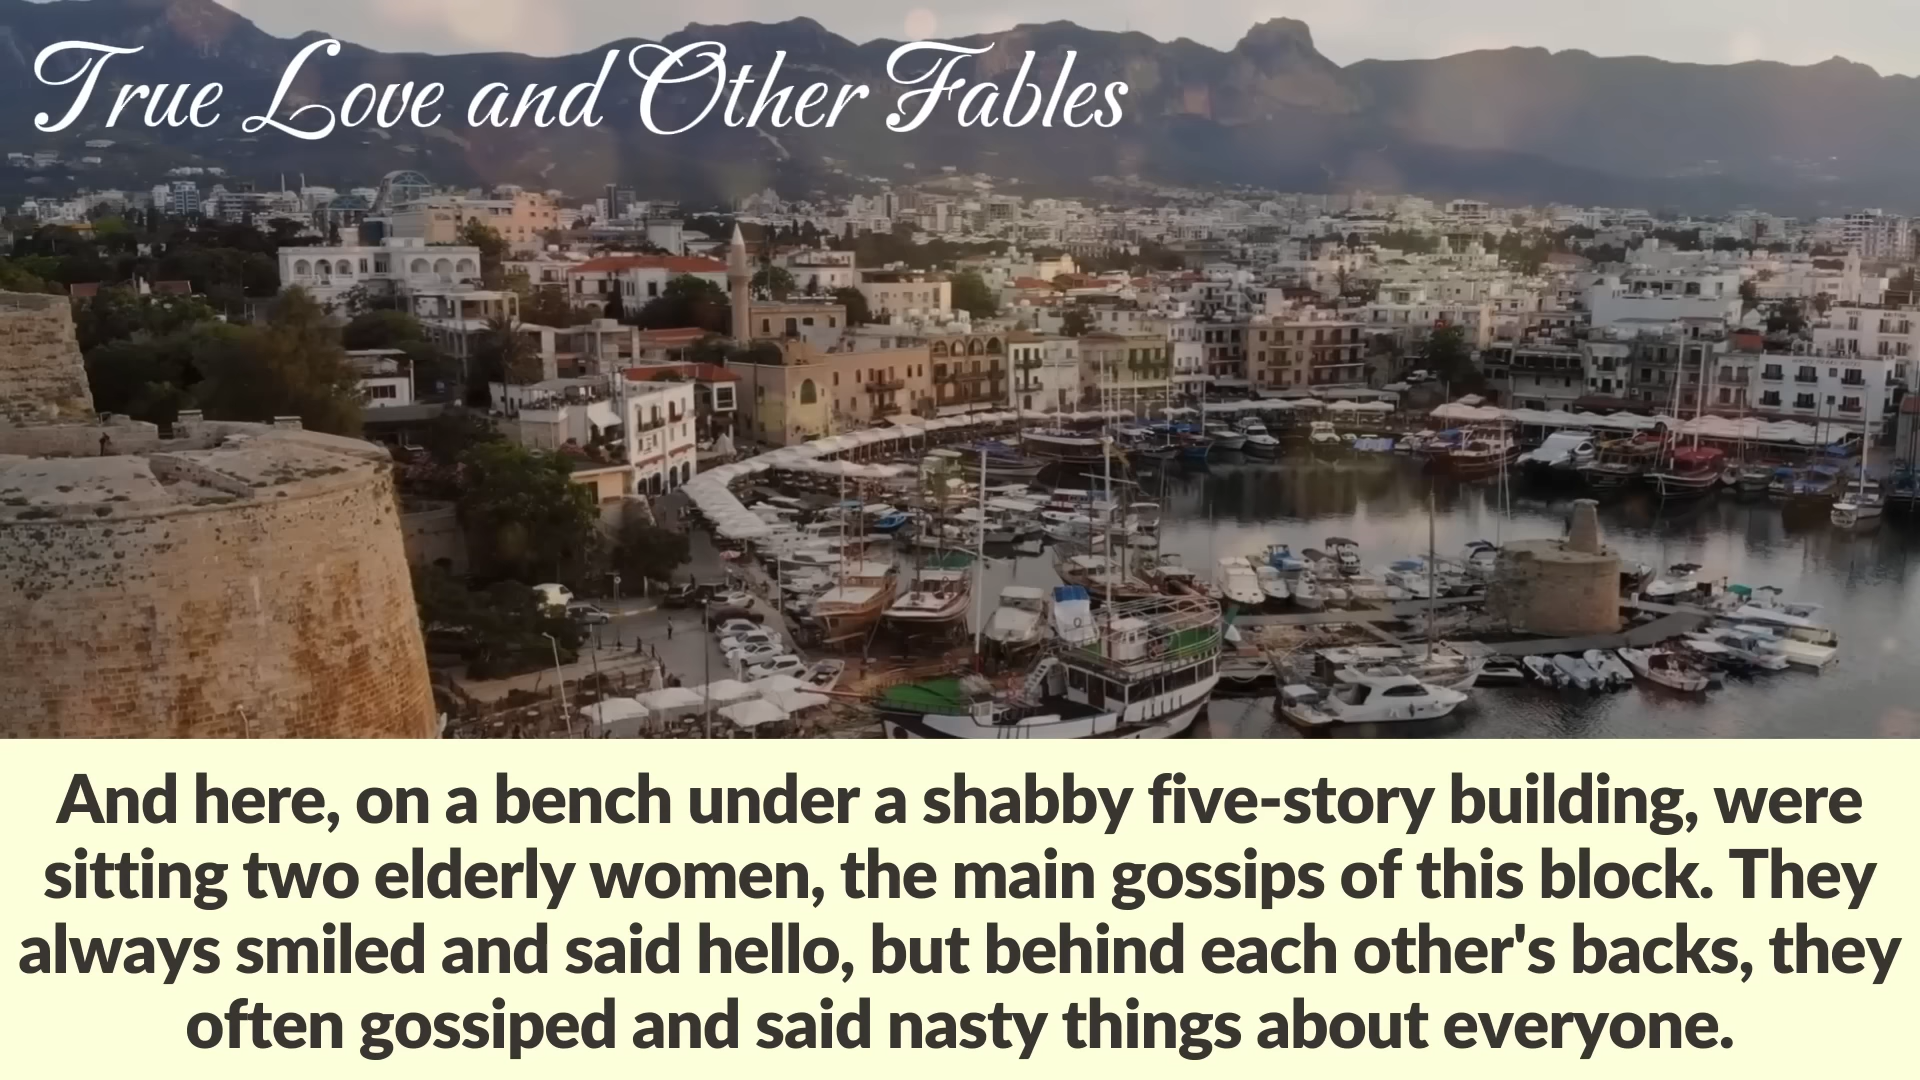 True Love and Other Fables
And here, on a bench under a shabby five-story building, were
sitting two elderly women, the main gossips of this block. They
always smiled and said hello, but behind each other's backs, they
often gossiped and said nasty things about everyone.